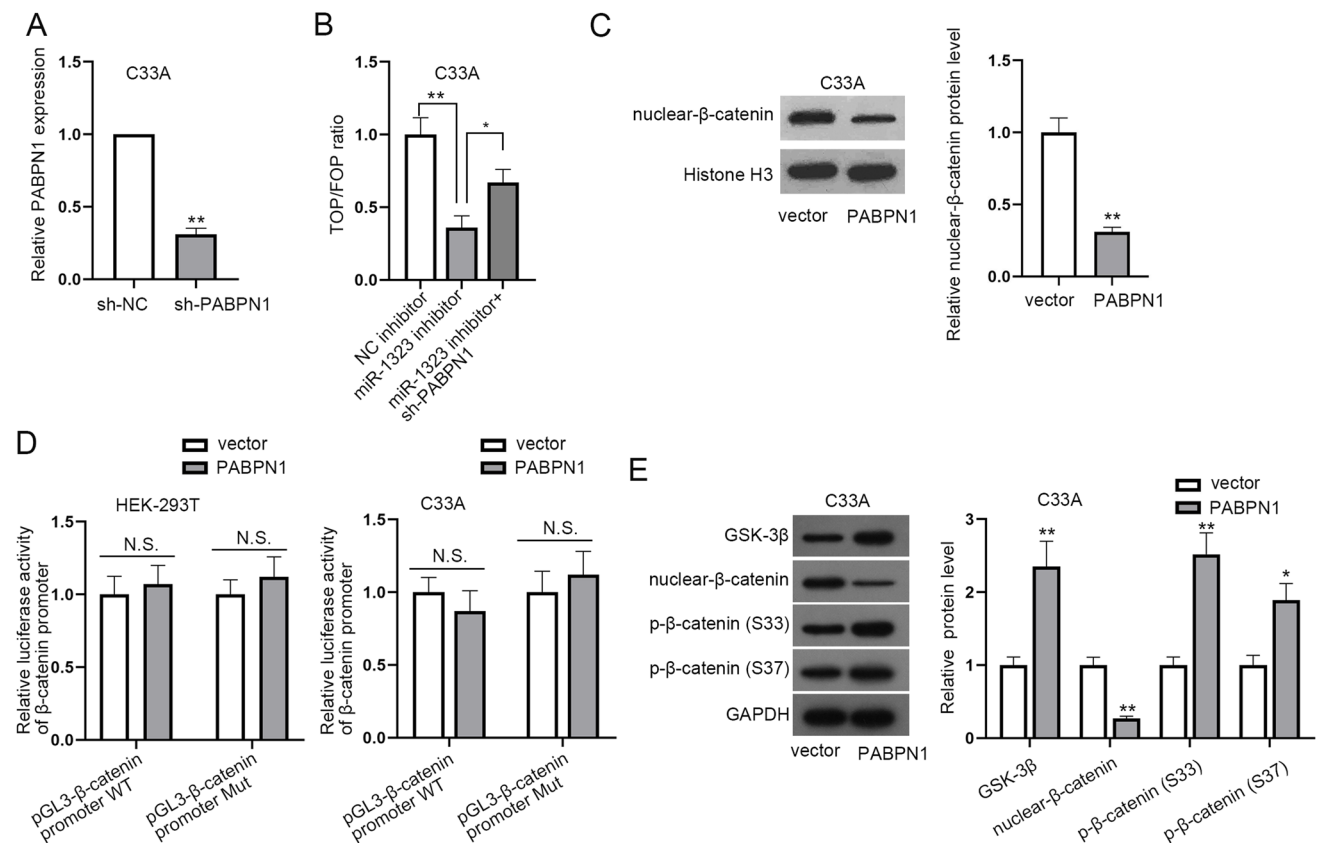 A
Relative PABPN1 expression
C33A
1.5
1.0
0.5
0.0
**
sh-NC
sh-PABPN1
B
TOP/FOP ratio
C33A
1.5
1.0
0.5
0.0
**
*
NC inhibitor
miR-1323 inhibitor
miR-1323 inhibitor+
sh-PABPN1
C
C33A
nuclear-β-catenin
Histone H3
vector
PABPN1
Relative nuclear-β-catenin protein level
1.5
1.0
0.5
0.0
**
vector
PABPN1
D
vector
PABPN1
HEK-293T
Relative luciferase activity
of β-catenin promoter
1.5
1.0
0.5
0.0
N.S.
N.S.
pGL3-β-catenin
promoter WT
pGL3-β-catenin
promoter Mut
vector
PABPN1
C33A
Relative luciferase activity
of β-catenin promoter
1.5
1.0
0.5
0.0
N.S.
N.S.
pGL3-β-catenin
promoter WT
pGL3-β-catenin
promoter Mut
E
C33A
GSK-3β
nuclear-β-catenin
p-β-catenin (S33)
p-β-catenin (S37)
GAPDH
vector
PABPN1
vector
PABPN1
C33A
Relative protein level
3
2
1
0
**
**
**
*
GSK-3β
nuclear-β-catenin
p-β-catenin (S33)
p-β-catenin (S37)